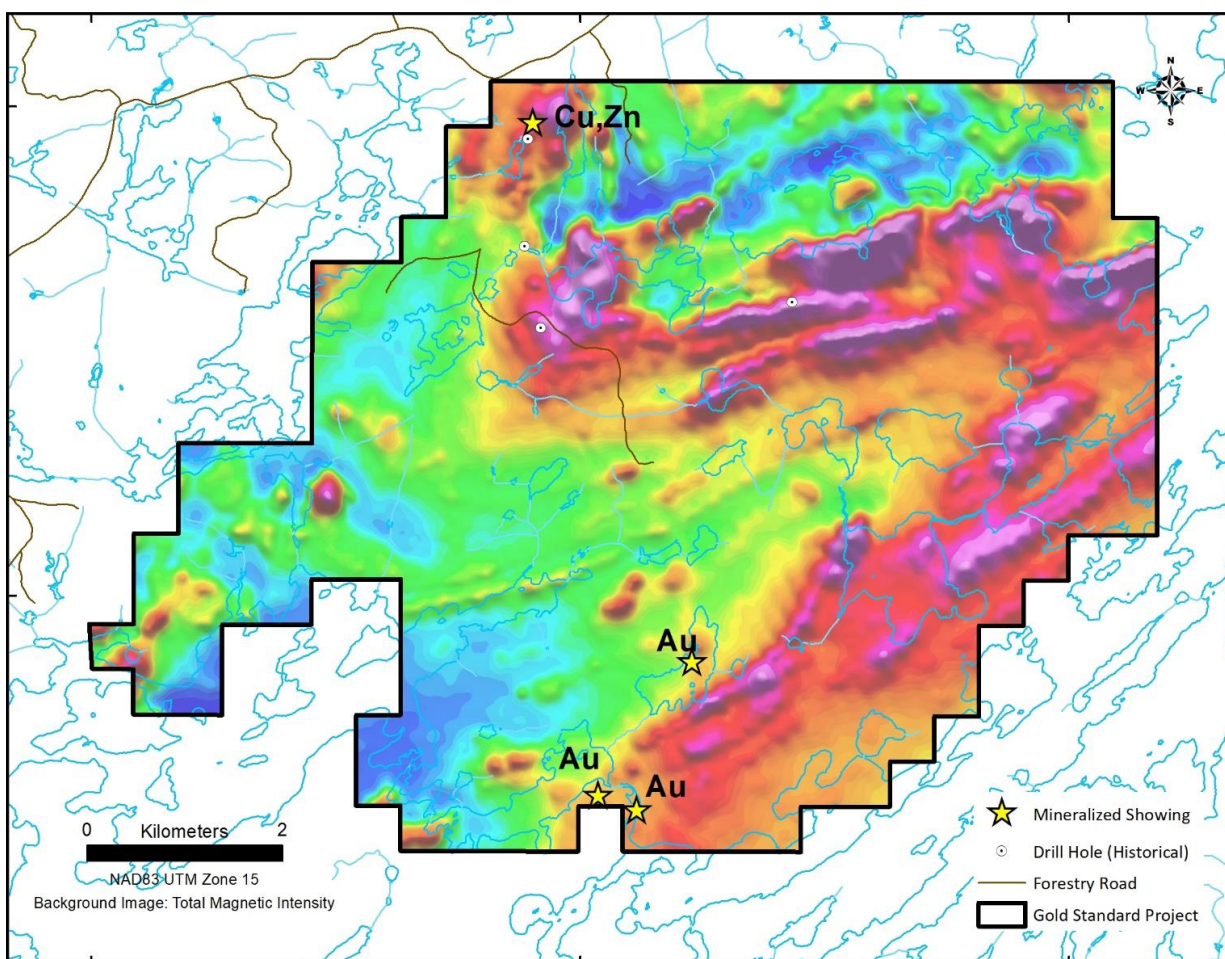 N
W E
S
Cu,Zn
Au
Au
Au
0 Kilometers 2
NAD83 UTM Zone 15
Background Image: Total Magnetic Intensity
Mineralized Showing
Drill Hole (Historical)
Forestry Road
Gold Standard Project